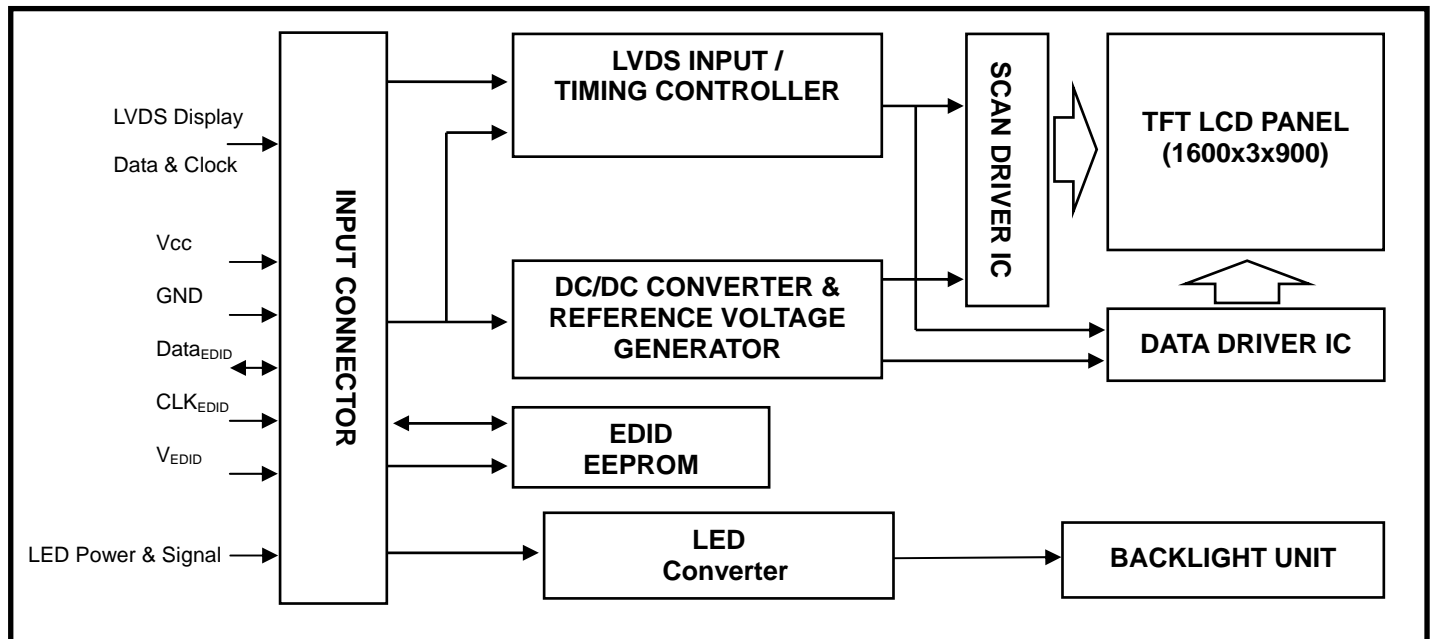 LVDS Display
Data & Clock
Vcc
GND
DataEDID
CLKEDID
VEDID
LED Power & Signal
INPUT CONNECTOR
LVDS INPUT /
TIMING CONTROLLER
DC/DC CONVERTER &
REFERENCE VOLTAGE
GENERATOR
EDID
EEPROM
LED
Converter
SCAN DRIVER IC
TFT LCD PANEL
(1600x3x900)
DATA DRIVER IC
BACKLIGHT UNIT